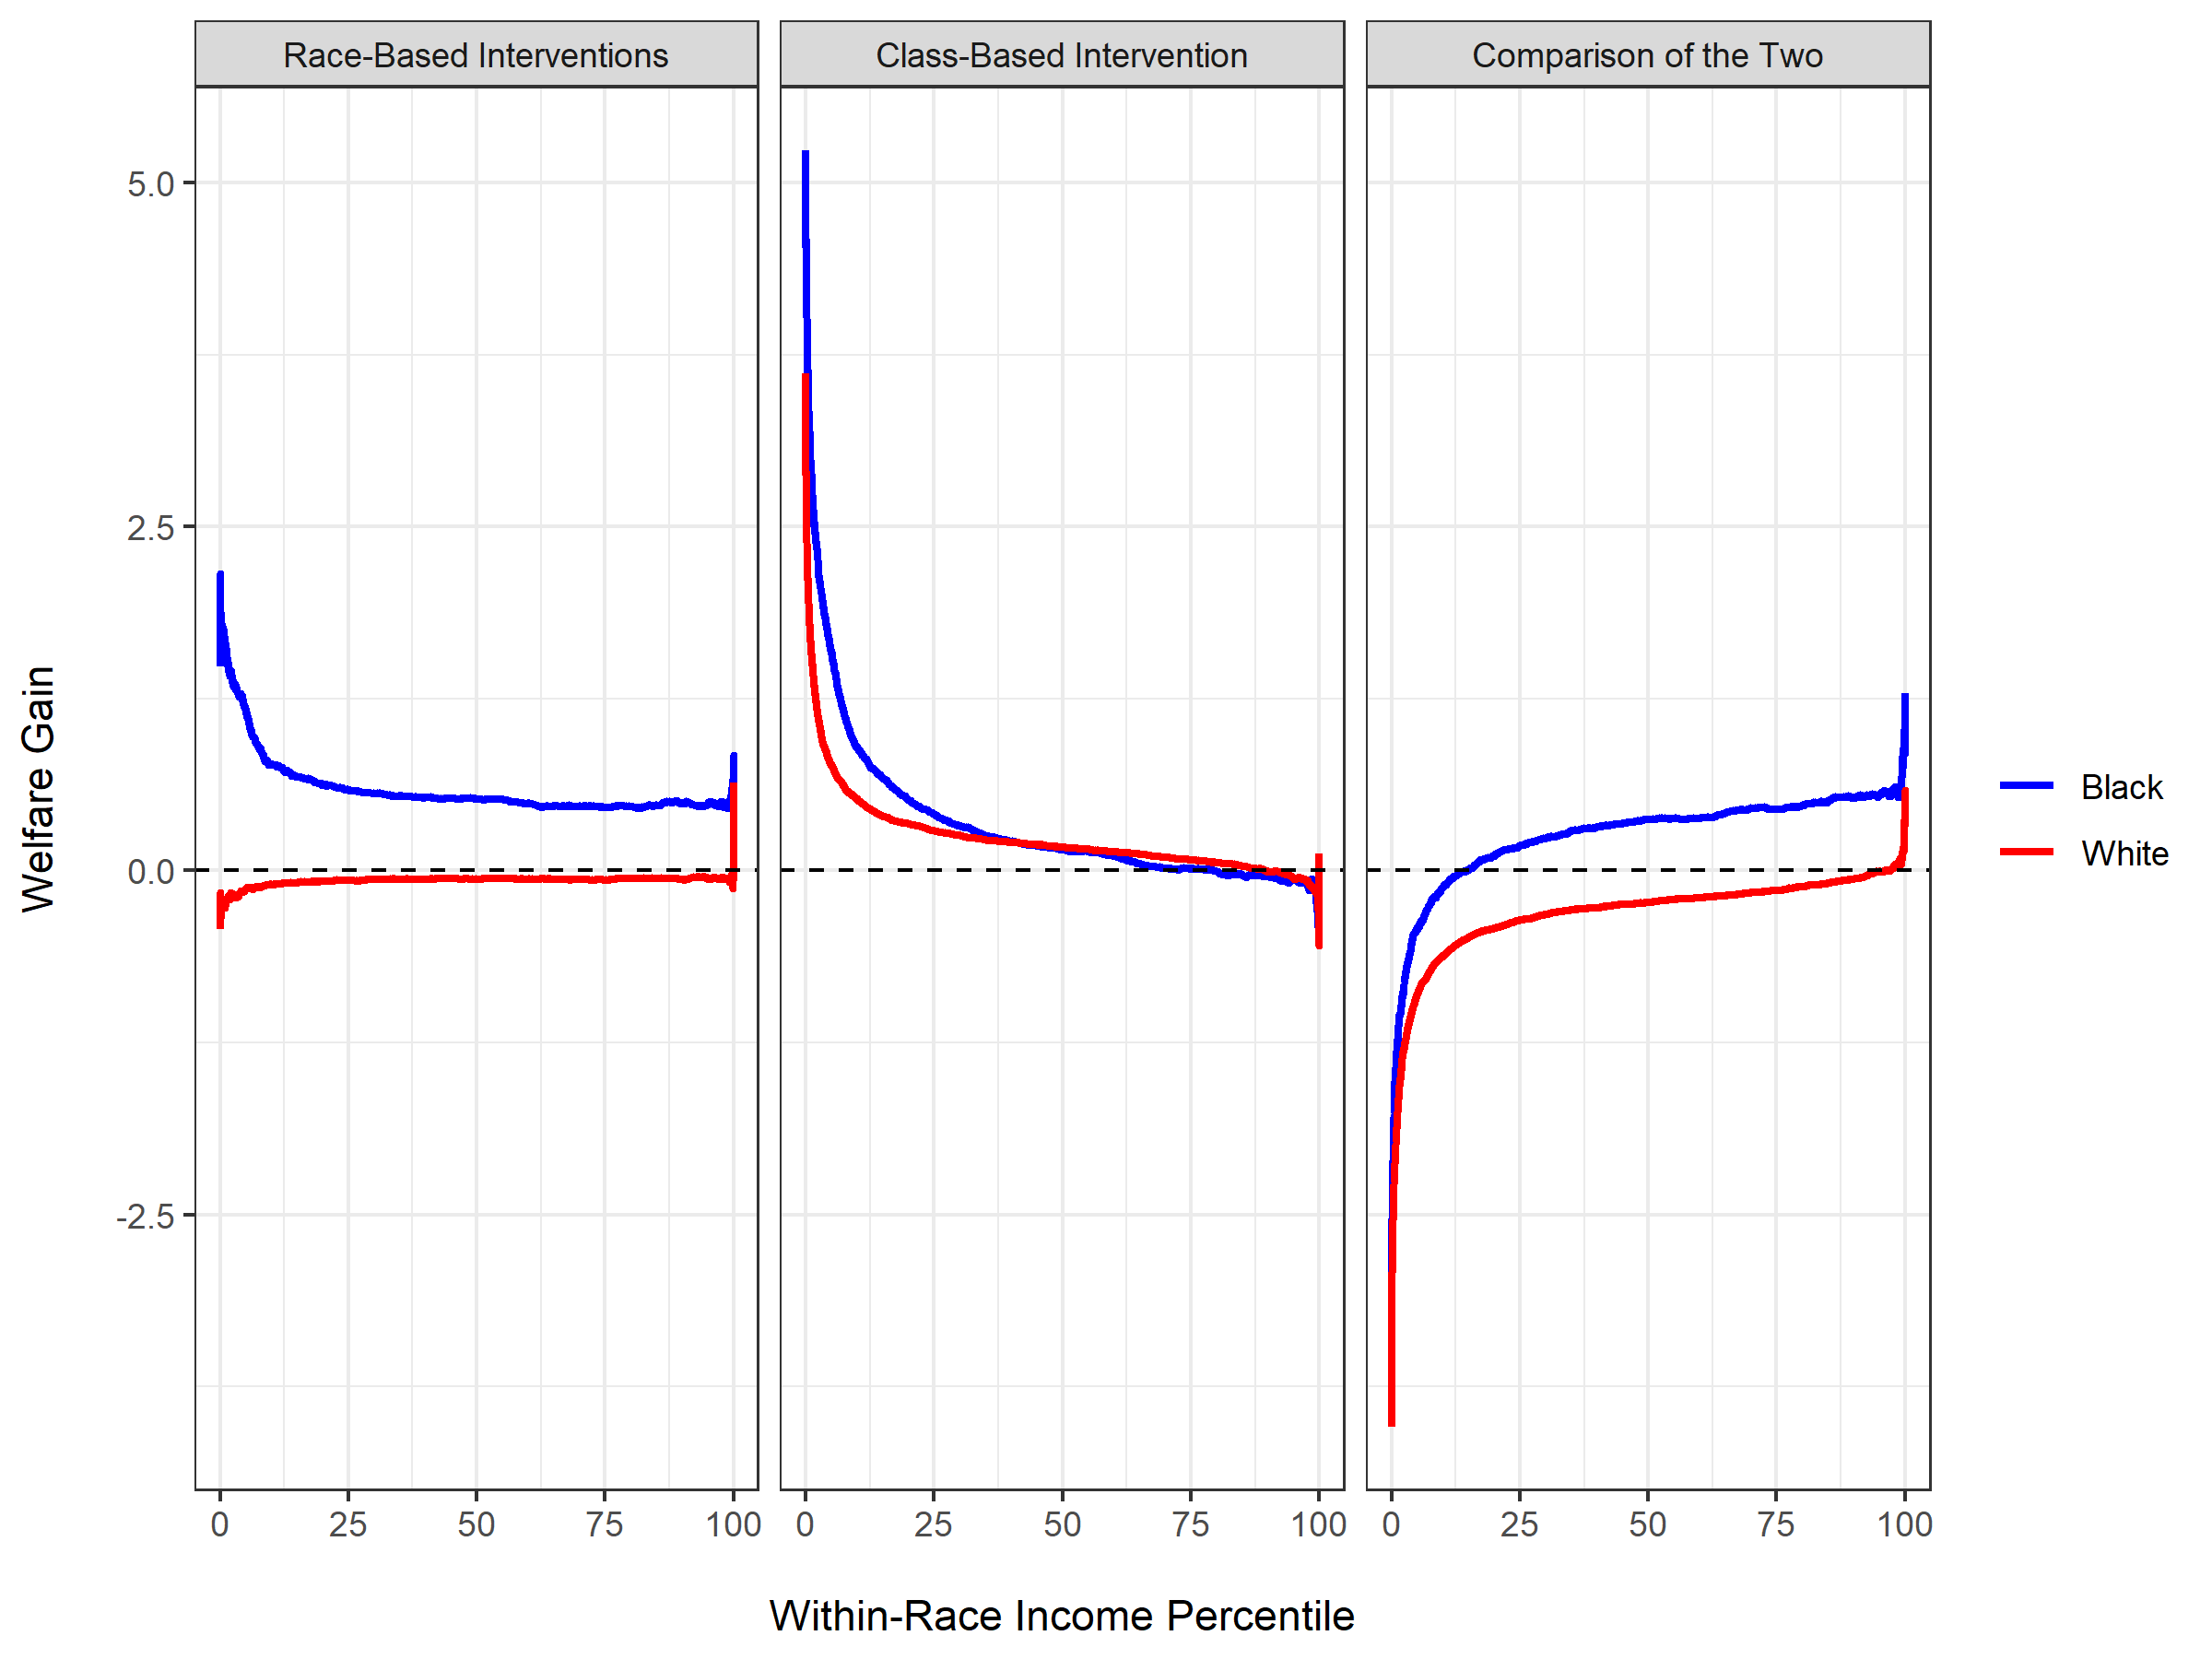 Race-Based Interventions
Class-Based Intervention
Comparison of the Two
5.0
2.5
0.0
-2.5
Welfare Gain
0 25 50 75 100
0 25 50 75 100
0 25 50 75 100
Within-Race Income Percentile
Black
White